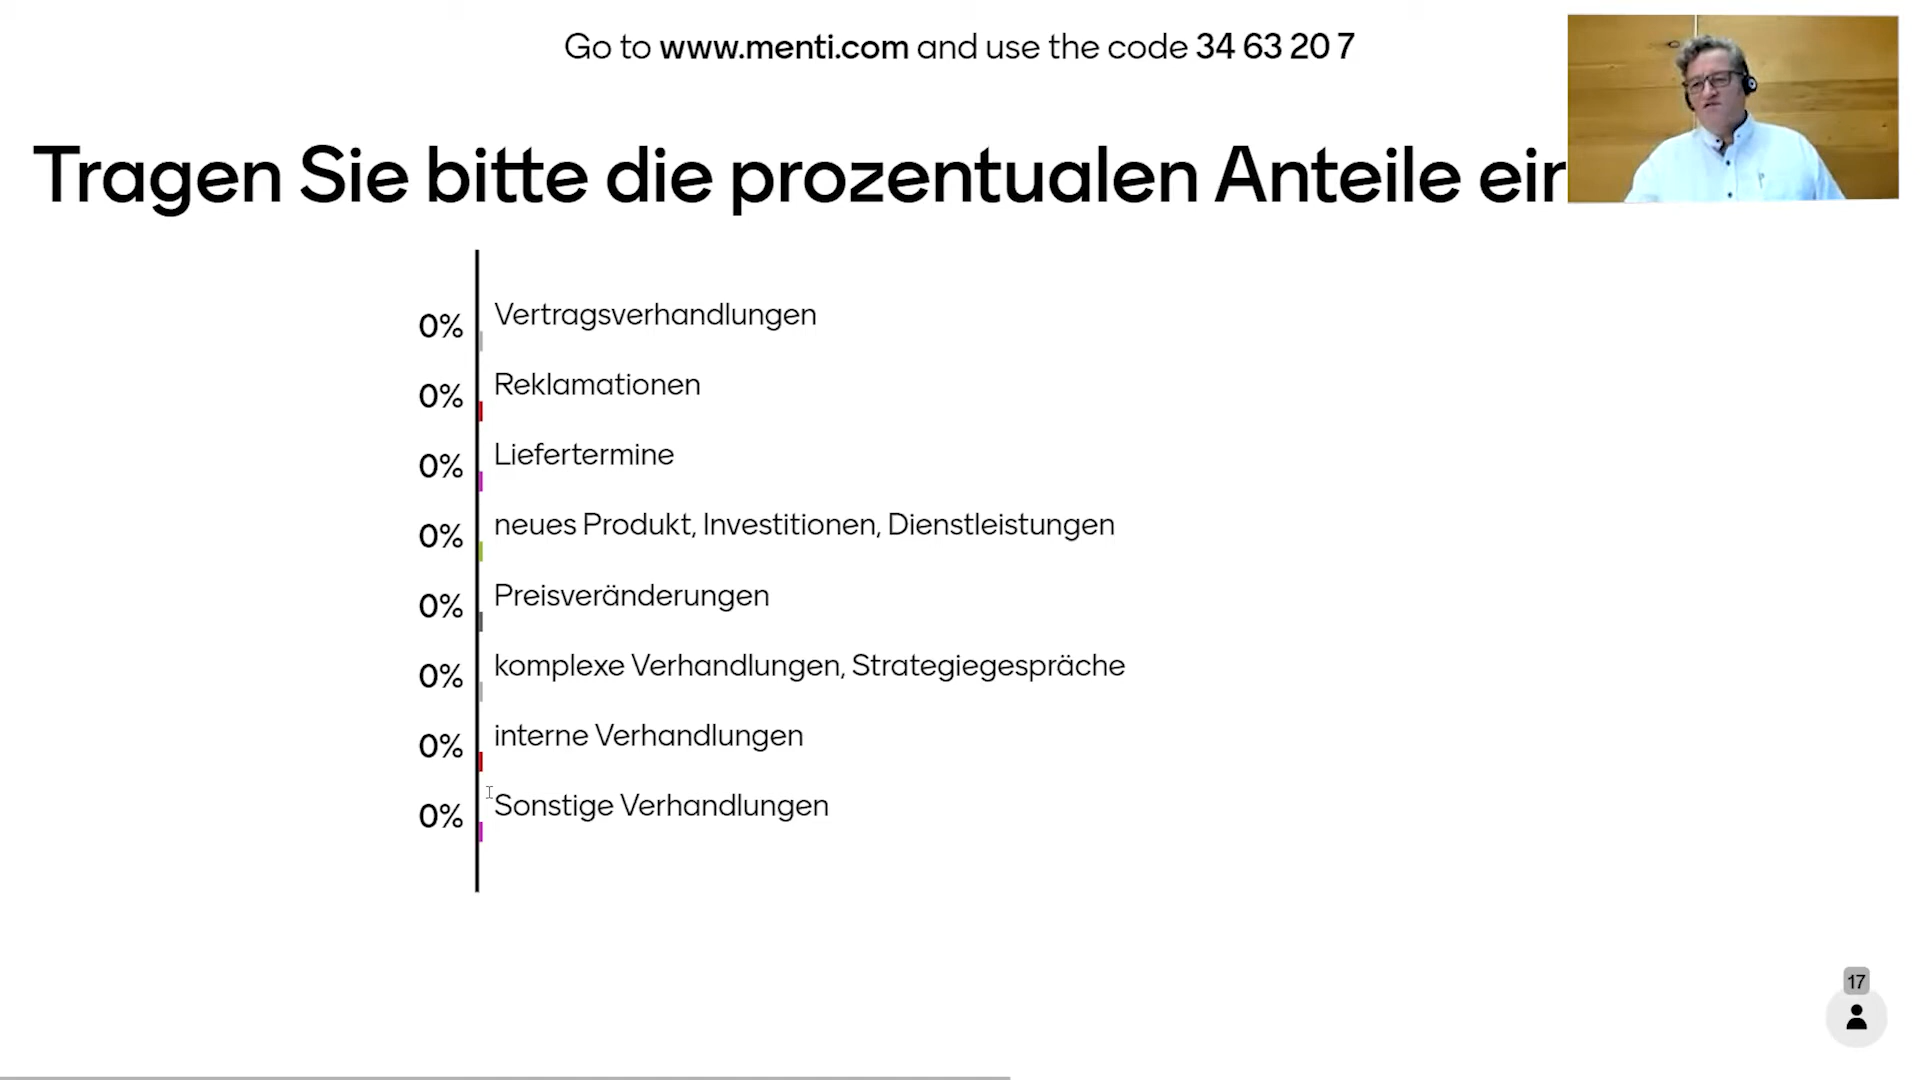 Go to www.menti.com and use the code 34 63 20 7
Tragen Sie bitte die prozentualen Anteile ein
0% Vertragsverhandlungen
0% Reklamationen
0% Liefertermine
0% neues Produkt, Investitionen, Dienstleistungen
0% Preisveränderungen
0% komplexe Verhandlungen, Strategiegespräche
0% interne Verhandlungen
0% Sonstige Verhandlungen
17